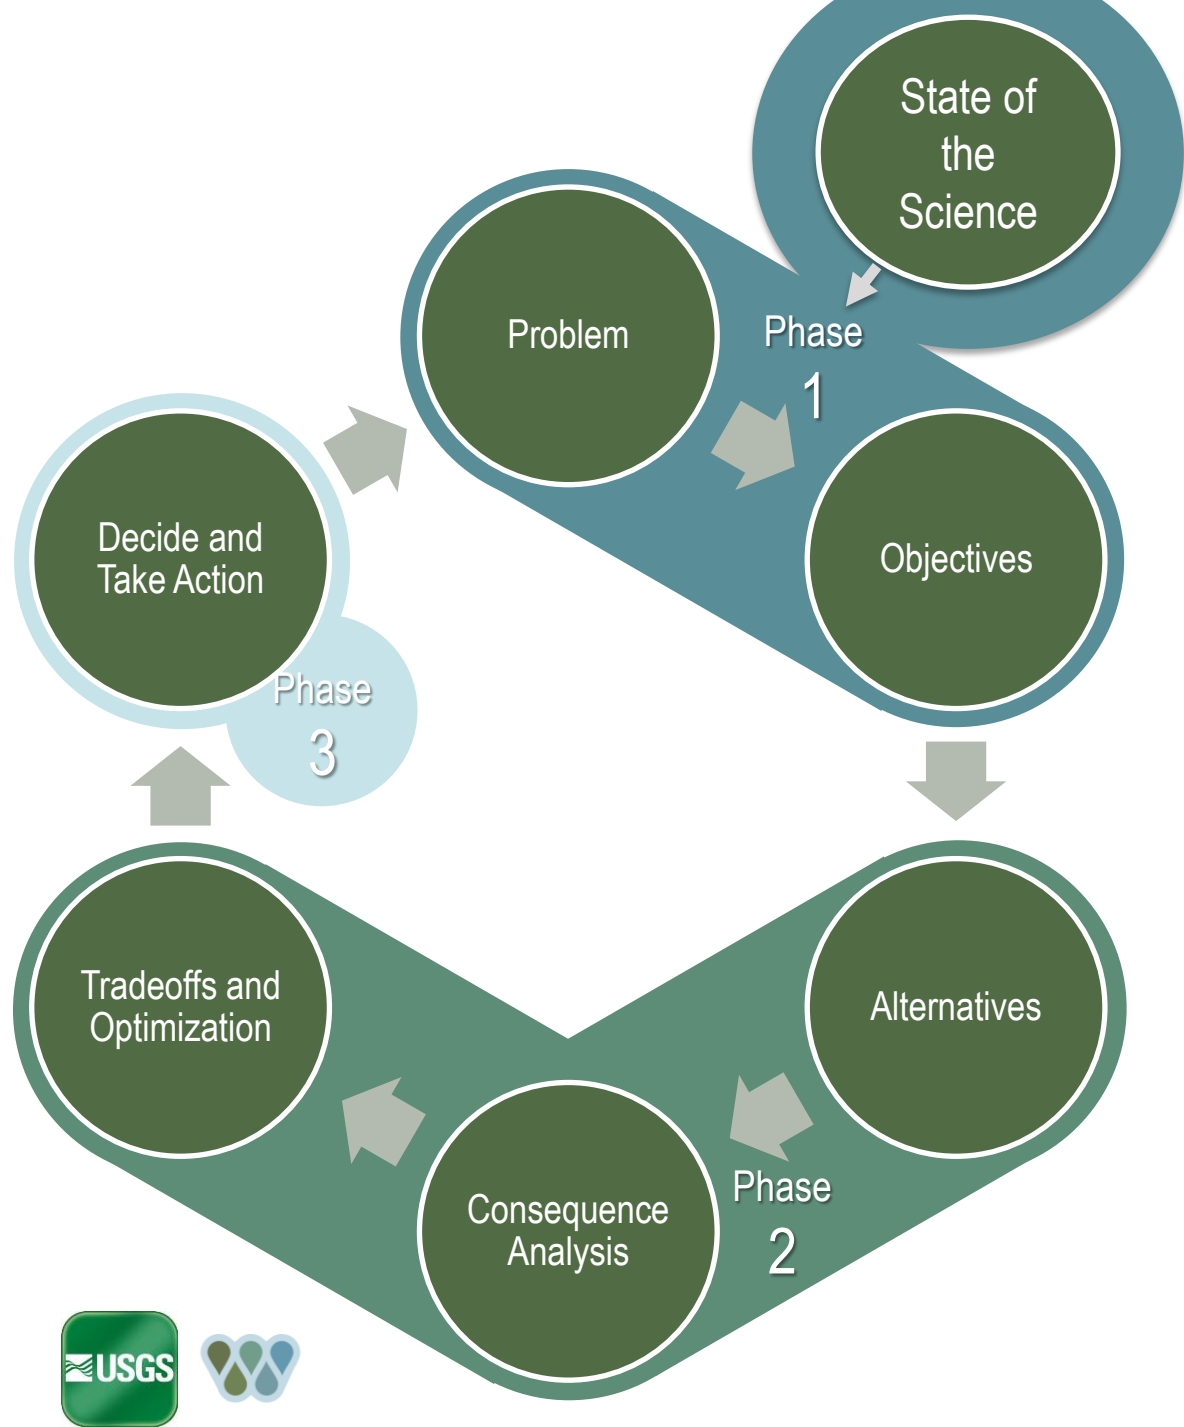 State of
the
Science
Problem
Phase
1
Objectives
Decide and
Take Action
Phase
3
Tradeoffs and
Optimization
Alternatives
Consequence
Analysis
Phase
2
USGS